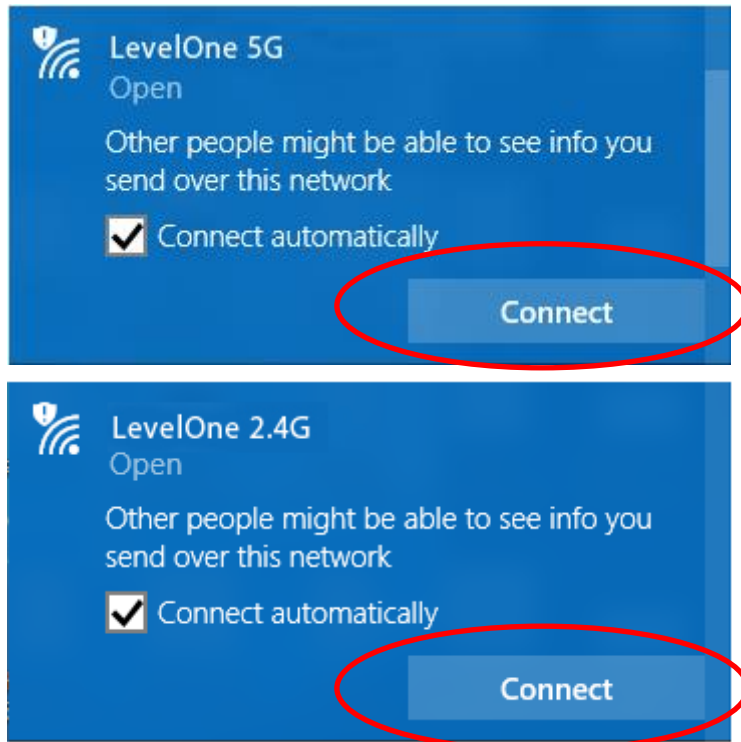 LevelOne 5G
Open
Other people might be able to see info you
send over this network
Connect automatically
Connect
LevelOne 2.4G
Open
Other people might be able to see info you
send over this network
Connect automatically
Connect